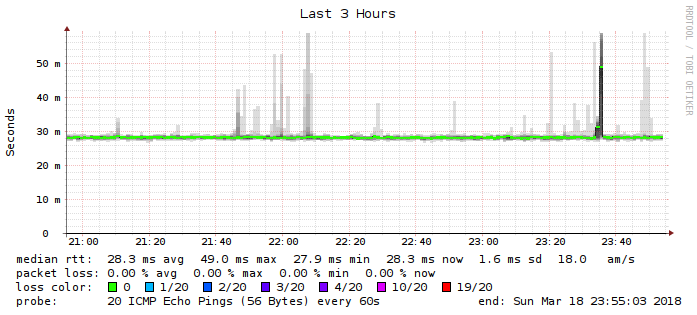 Last 3 Hours
RRDTOOL / TOBI OETIKER
Seconds
50 m
40 m
30 m
20 m
10 m
0
21:00 21:20 21:40 22:00 22:20 22:40 23:00 23:20 23:40
median rtt: 28.3 ms avg 49.0 ms max 27.9 ms min 28.3 ms now 1.6 ms sd 18.0 am/s
packet loss: 0.00 % avg 0.00 % max 0.00 % min 0.00 % now
loss color: 0 1/20 2/20 3/20 4/20 10/20 19/20
probe: 20 ICMP Echo Pings (56 Bytes) every 60s end: Sun Mar 18 23:55:03 2018